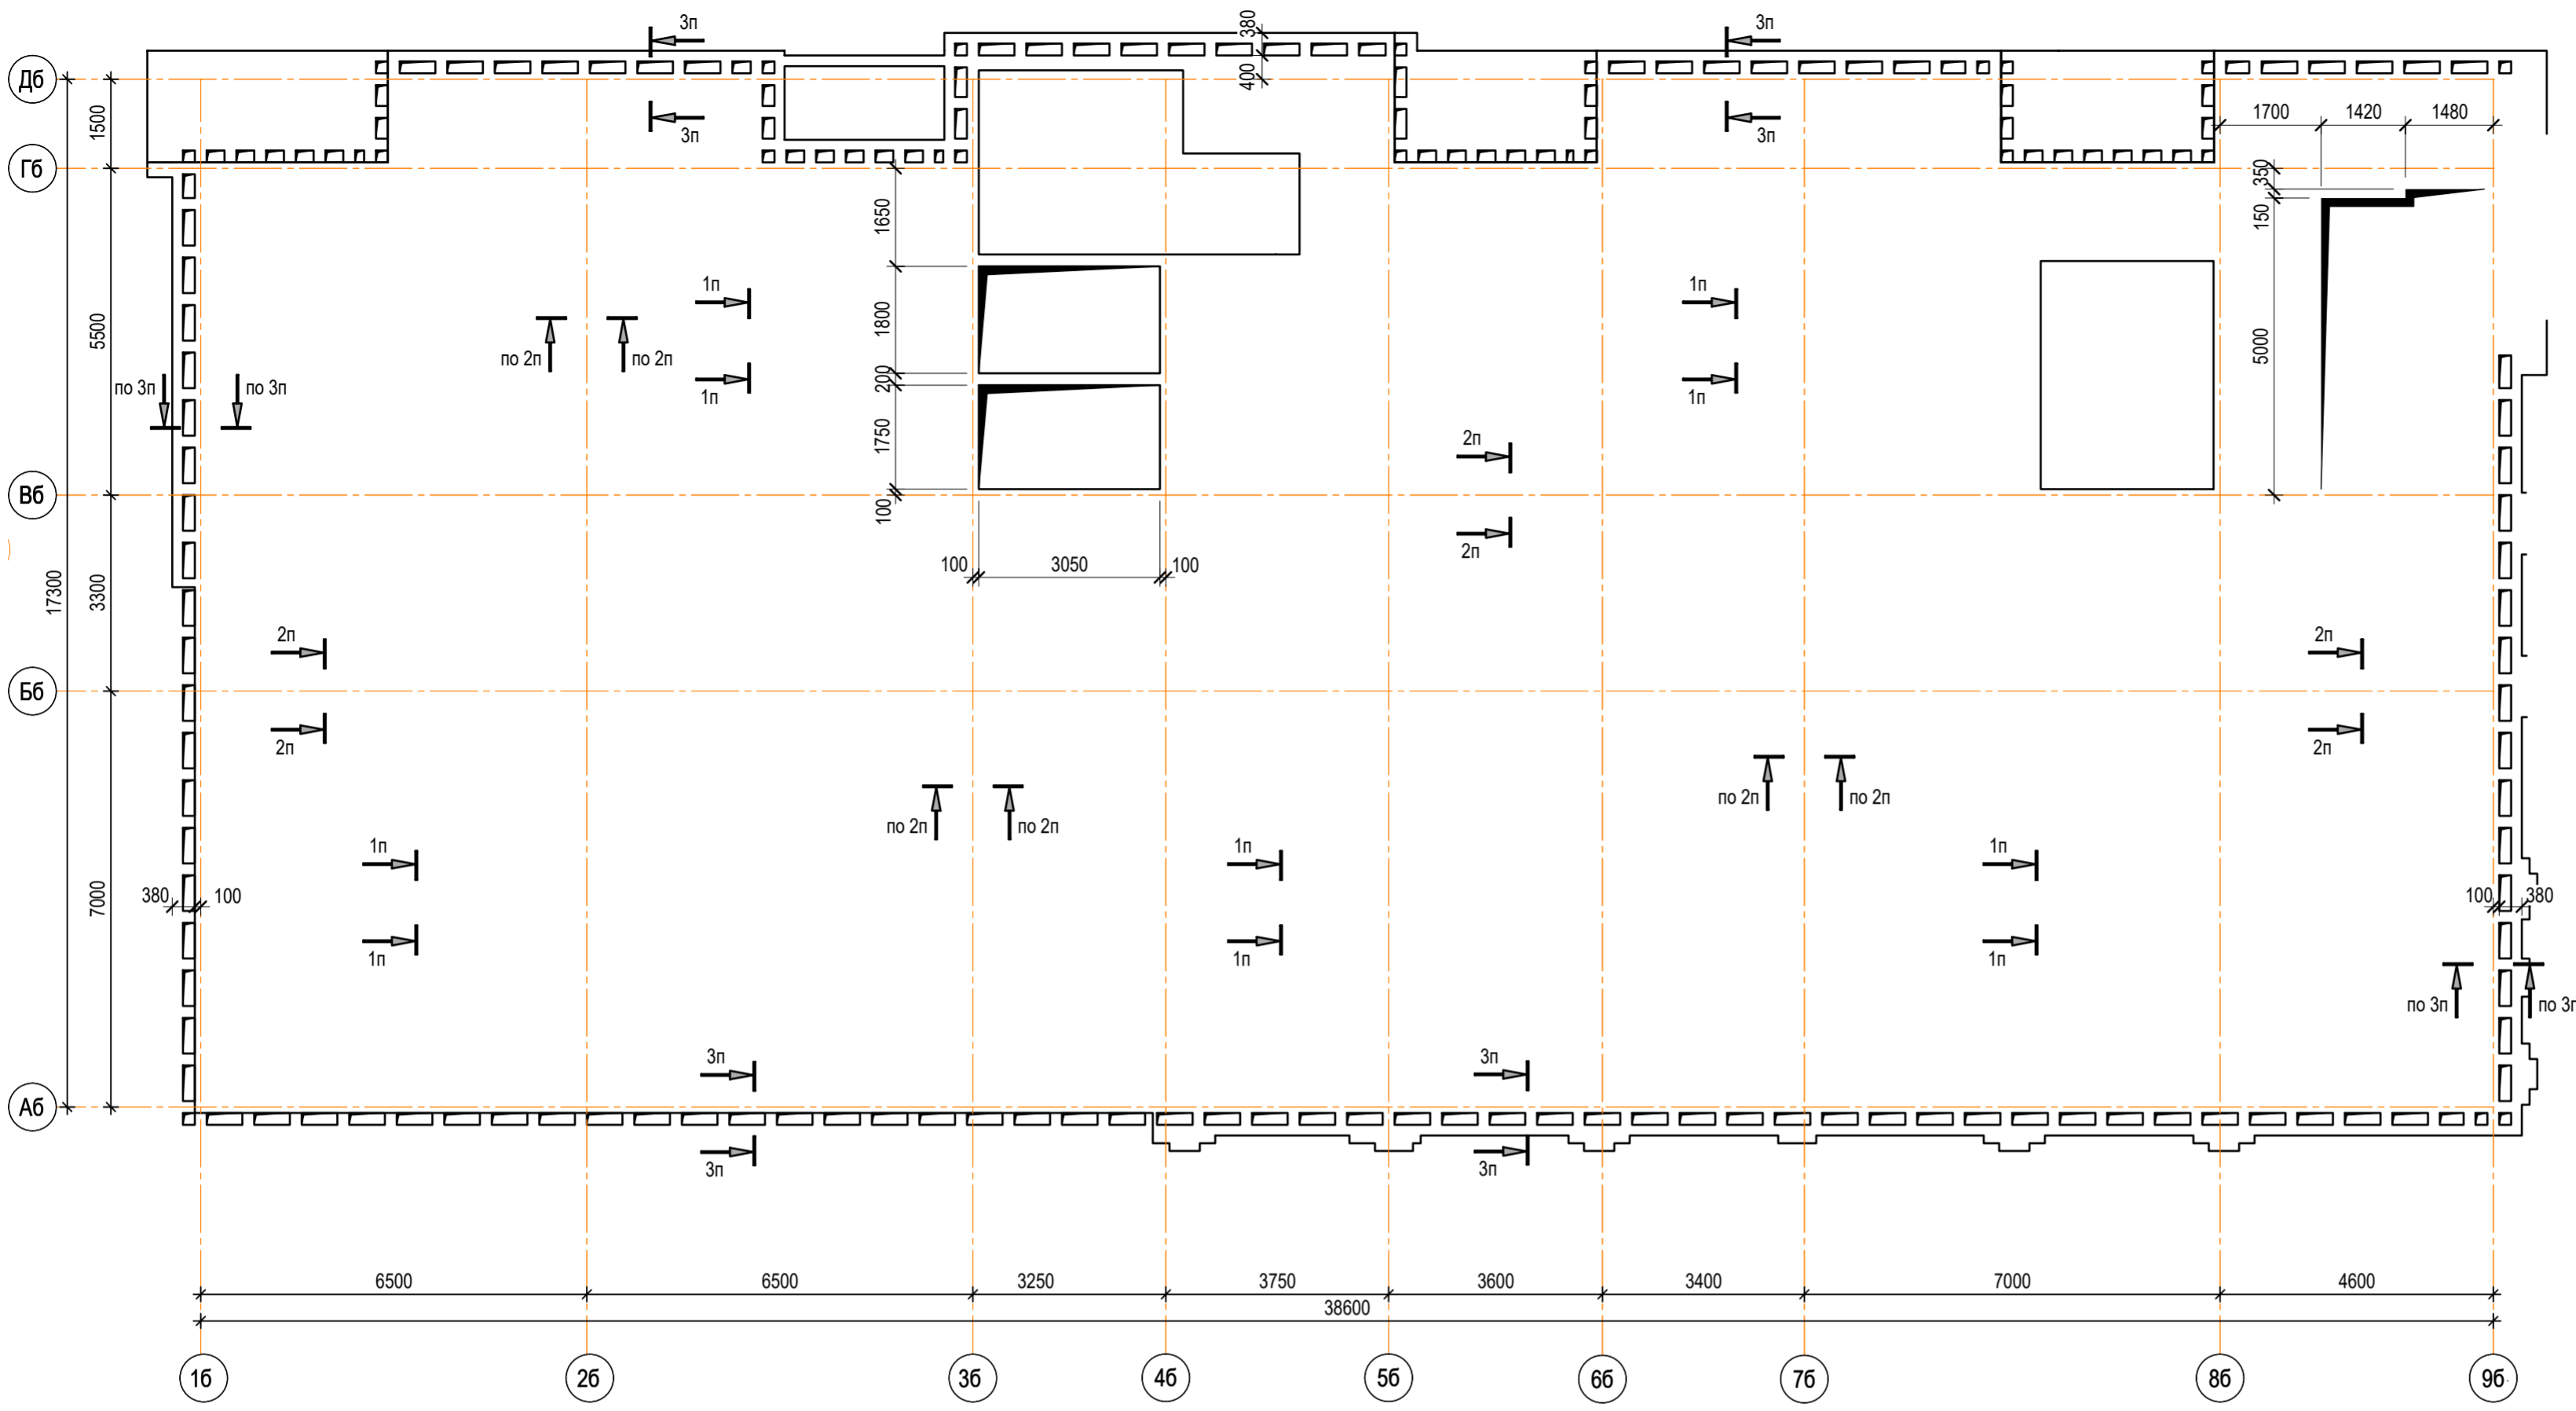 3п
3п
380
400
Дб
1500
3п
3п
1700
1420
1480
Гб
350
150
1650
1п
1п
1800
5500
5000
по 2п
по 2п
200
по 3п
по 3п
1п
1п
1750
2п
Вб
100
2п
100
3050
100
17300
3300
2п
2п
Бб
2п
2п
по 2п
по 2п
по 2п
по 2п
1п
1п
1п
7000
380
100
100
380
1п
1п
1п
по 3п
по 3п
3п
3п
Аб
3п
3п
6500
6500
3250
3750
3600
3400
7000
4600
38600
1б
2б
3б
4б
5б
6б
7б
8б
9б